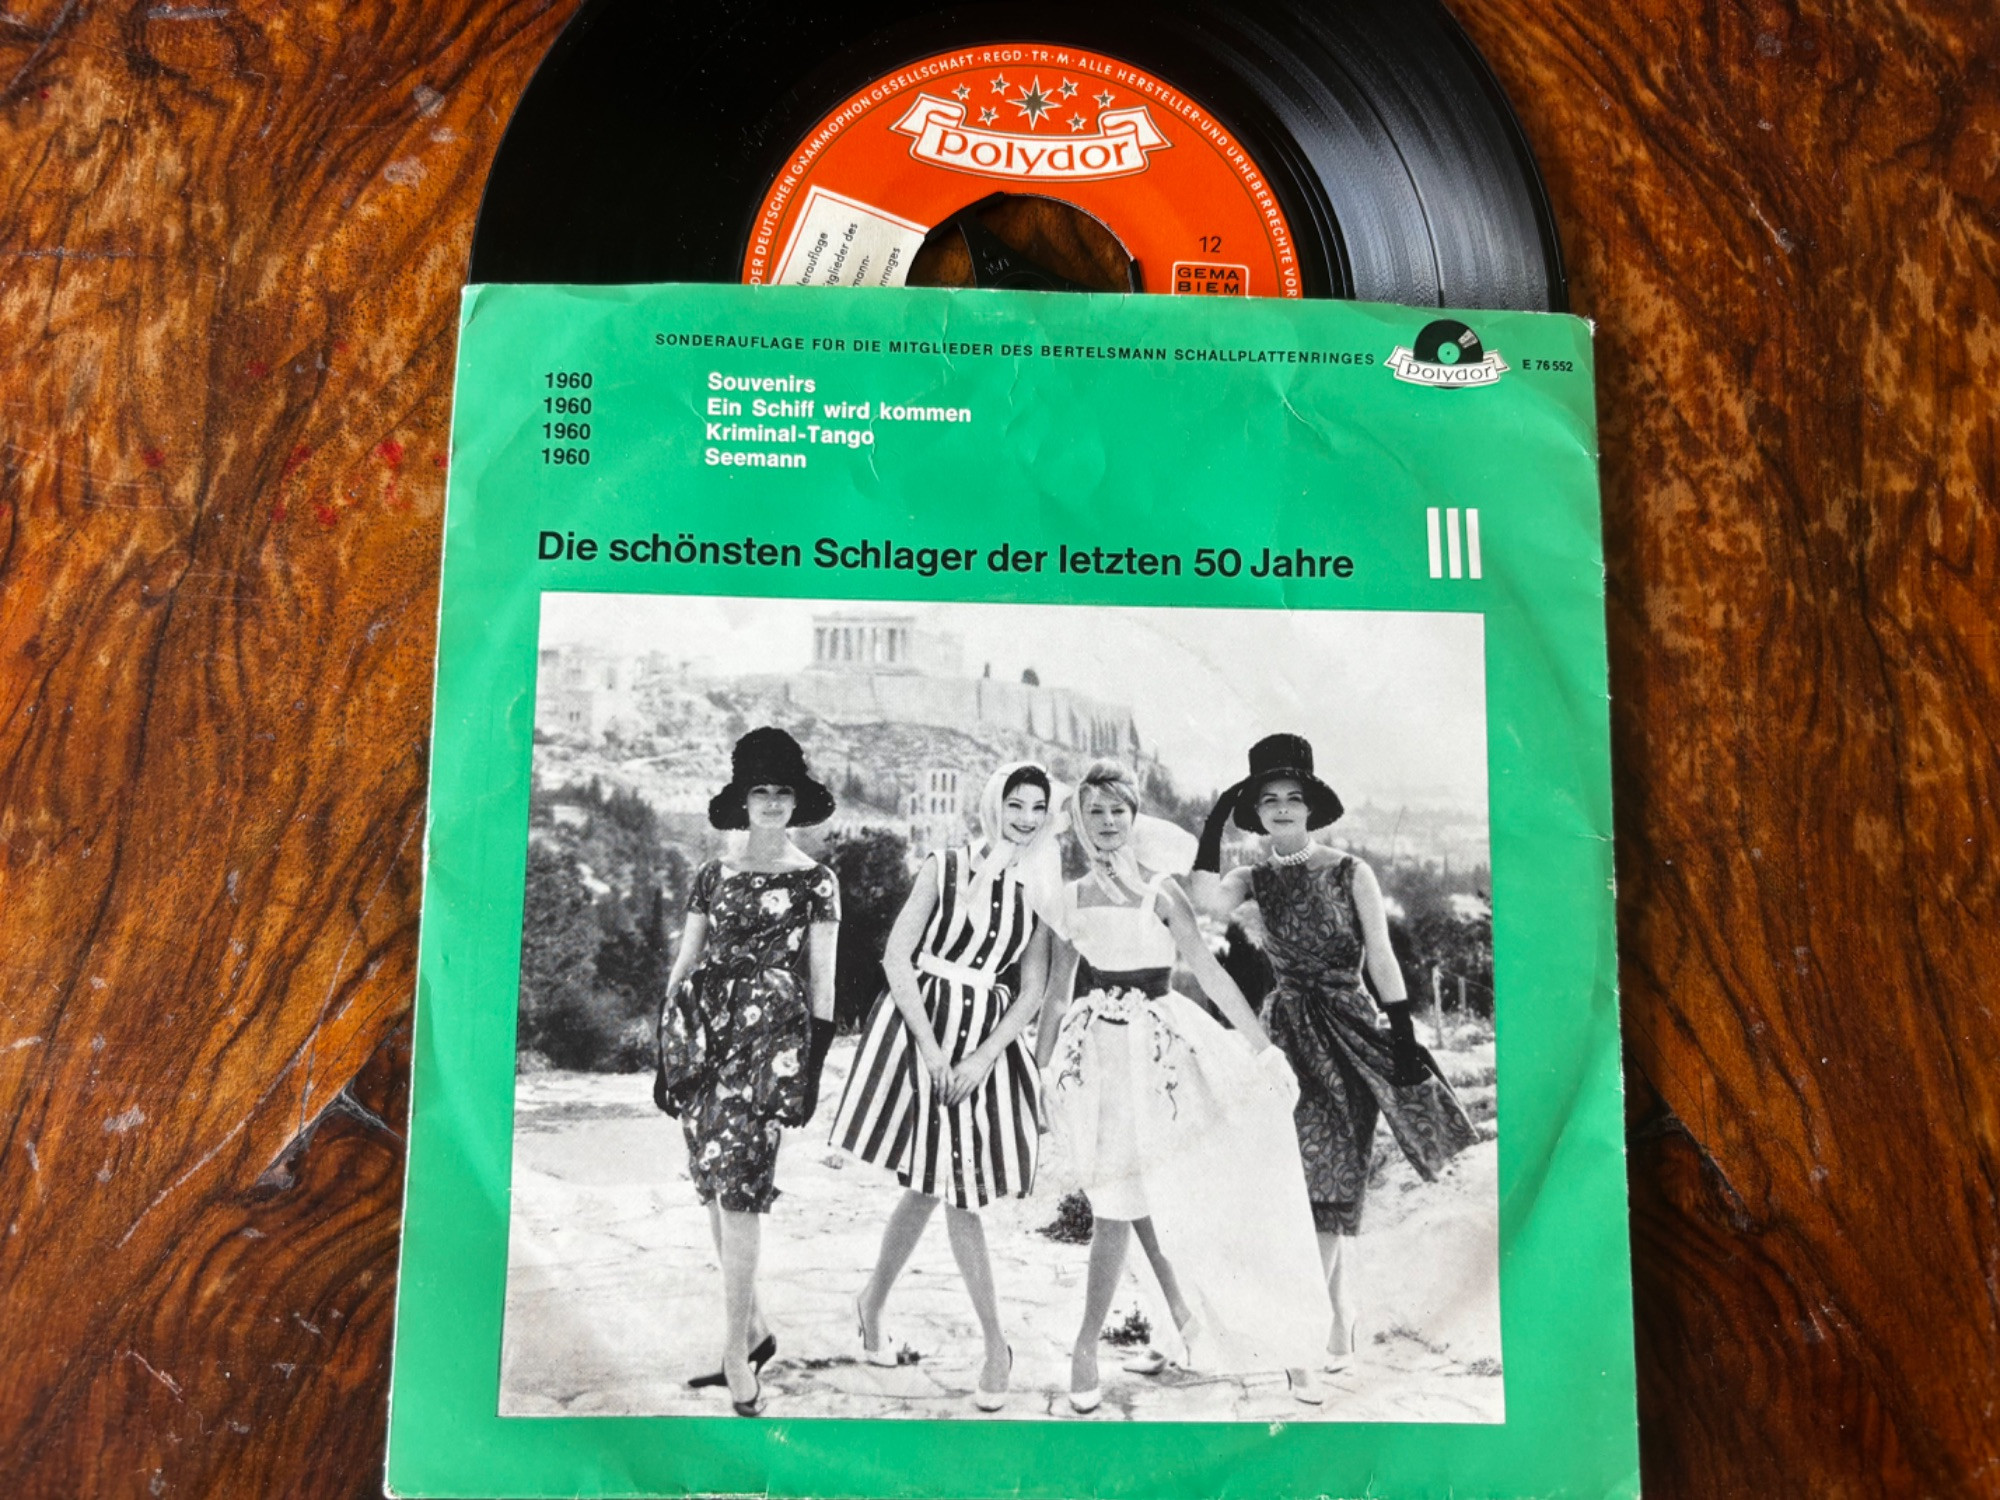 DER DEUTSCHEN GRAMMOPHON GESELLSCHAFT · REGD · TR · M · ALLE HERSTELLER- UND URHEBERRECHTE VOR
polydor
12
GEMA
BIEM
SONDERAUFLAGE FÜR DIE MITGLIEDER DES BERTELSMANN SCHALLPLATTENRINGES
polydor
E 76 552
1960 Souvenirs
1960 Ein Schiff wird kommen
1960 Kriminal-Tango
1960 Seemann
Die schönsten Schlager der letzten 50 Jahre III